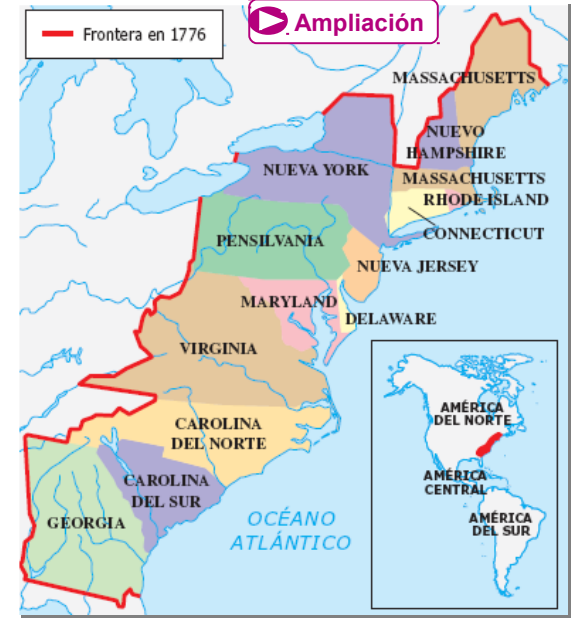 Ampliación
Frontera en 1776
MASSACHUSETTS
NUEVO
HAMPSHIRE
NUEVA YORK
MASSACHUSETTS
RHODE ISLAND
CONNECTICUT
PENSILVANIA
NUEVA JERSEY
MARYLAND
DELAWARE
VIRGINIA
CAROLINA
DEL NORTE
CAROLINA
DEL SUR
GEORGIA
OCÉANO
ATLÁNTICO
AMÉRICA
DEL NORTE
AMÉRICA
CENTRAL
AMÉRICA
DEL SUR